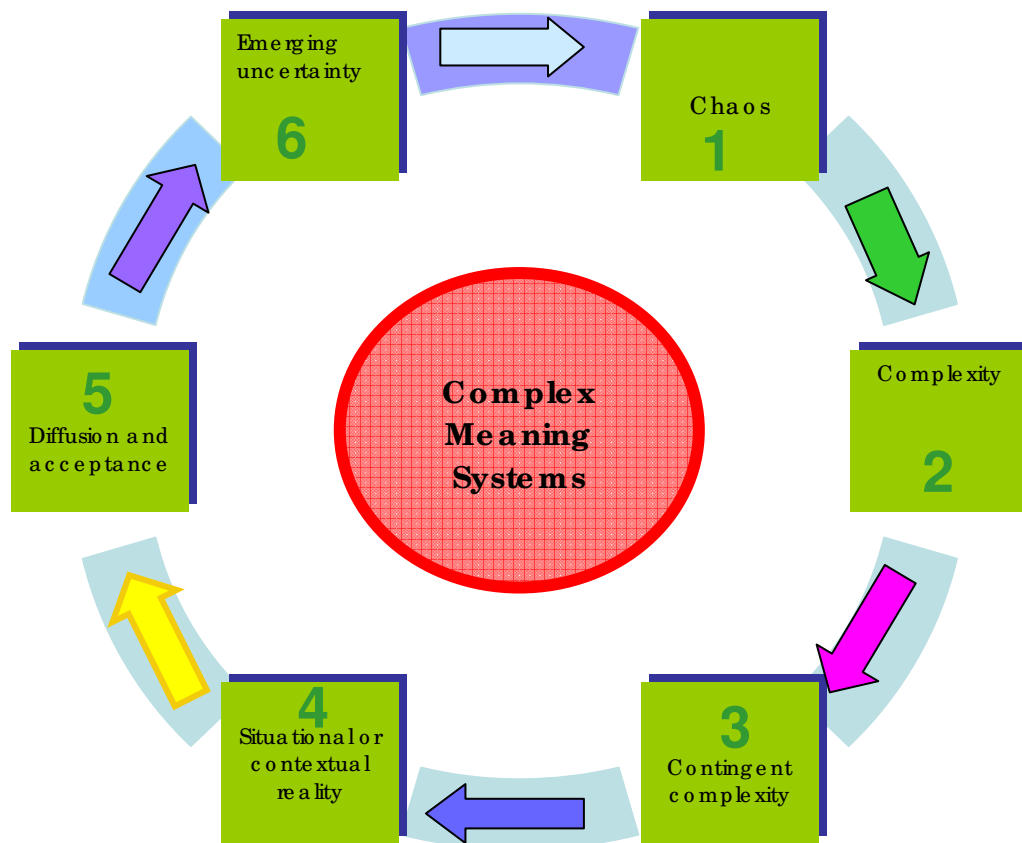 Chaos
1
Complexity
2
3
Contingent
complexity
4
Situational or
contextual
reality
5
Diffusion and
acceptance
Emerging
uncertainty
6
Complex
Meaning
Systems